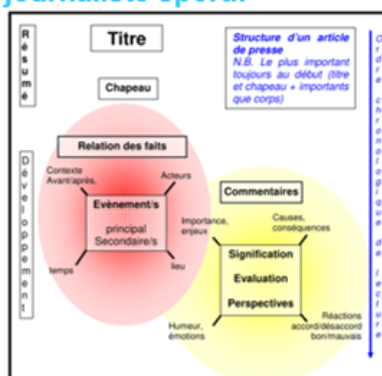 journaliste sportif
Résumé
Titre
Chapeau
Structure d'un article de presse
N.B. Le plus important
toujours au début (titre
et chapeau + importants
que corps)
Ordre chronologique de lecture
Développement
Relation des faits
Contexte
Avant/après,
Acteurs
Evènement/s
principal
Secondaire/s
temps
lieu
Commentaires
Importance,
enjeux
Causes,
conséquences
Signification
Evaluation
Perspectives
Humeur,
émotions
Réactions
accord/désaccord
bon/mauvais